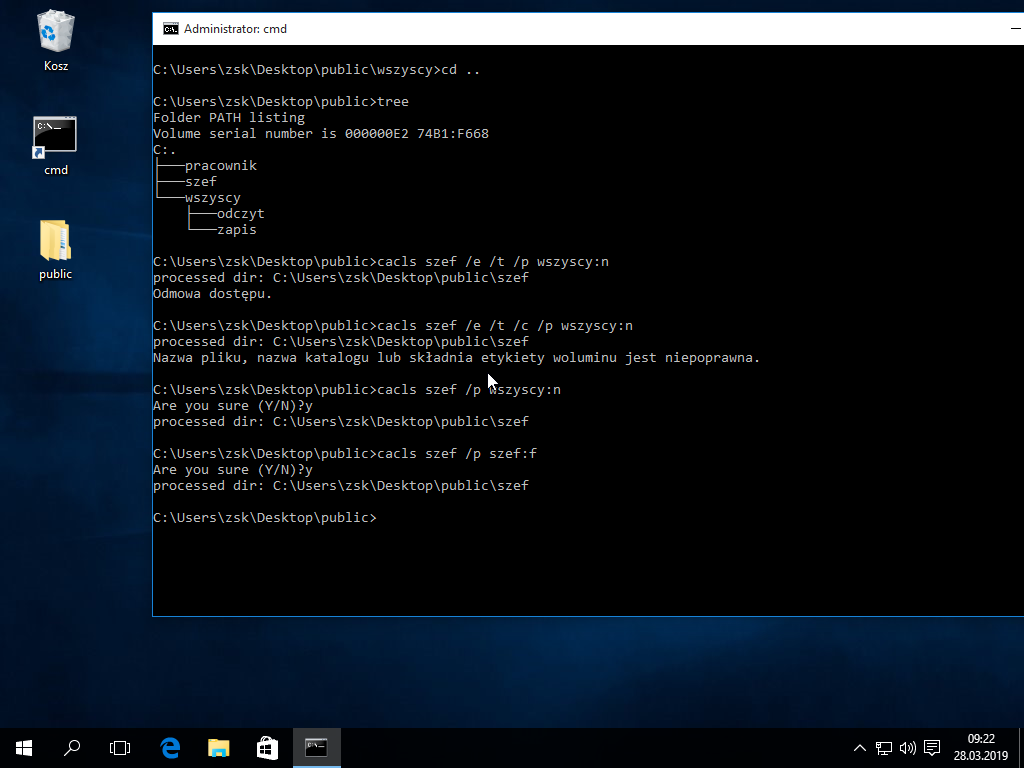 Kosz
cmd
public
Administrator: cmd
C:\Users\zsk\Desktop\public\wszyscy>cd ..
C:\Users\zsk\Desktop\public>tree
Folder PATH listing
Volume serial number is 000000E2 74B1:F668
C:.
├───pracownik
├───szef
└───wszyscy
    ├───odczyt
    └───zapis
C:\Users\zsk\Desktop\public>cacls szef /e /t /p wszyscy:n
processed dir: C:\Users\zsk\Desktop\public\szef
Odmowa dostępu.
C:\Users\zsk\Desktop\public>cacls szef /e /t /c /p wszyscy:n
processed dir: C:\Users\zsk\Desktop\public\szef
Nazwa pliku, nazwa katalogu lub składnia etykiety woluminu jest niepoprawna.
C:\Users\zsk\Desktop\public>cacls szef /p wszyscy:n
Are you sure (Y/N)?y
processed dir: C:\Users\zsk\Desktop\public\szef
C:\Users\zsk\Desktop\public>cacls szef /p szef:f
Are you sure (Y/N)?y
processed dir: C:\Users\zsk\Desktop\public\szef
C:\Users\zsk\Desktop\public>
09:22
28.03.2019